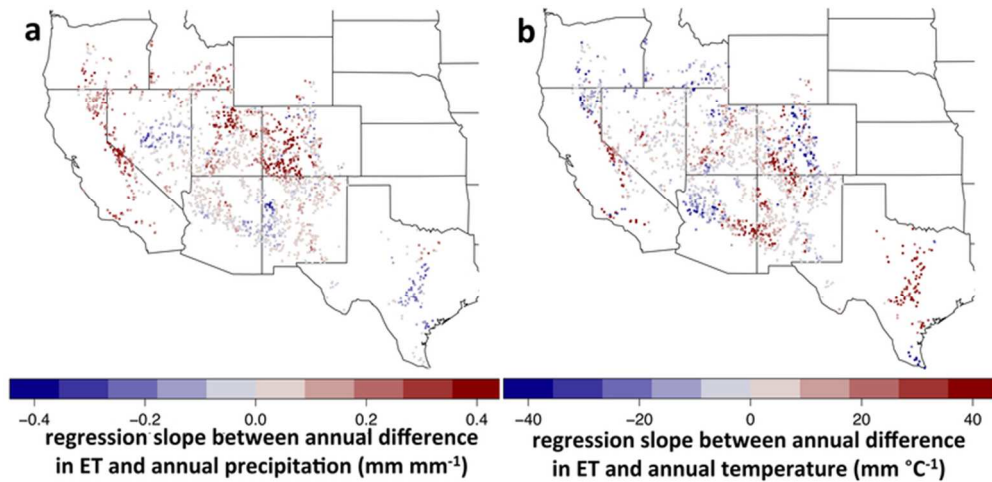 a
b
−0.4 −0.2 0.0 0.2 0.4
−40 −20 0 20 40
regression slope between annual difference
in ET and annual precipitation (mm mm⁻¹)
regression slope between annual difference
in ET and annual temperature (mm °C⁻¹)